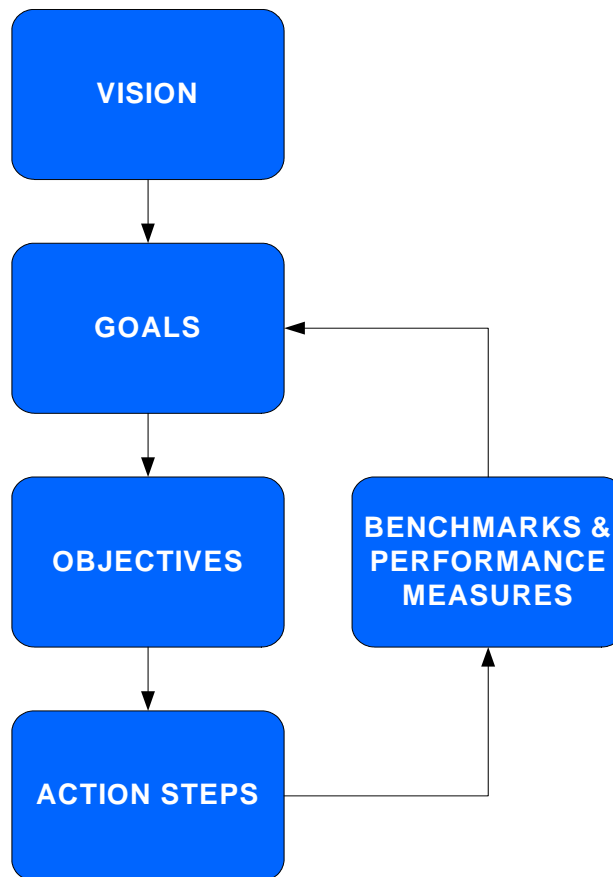 VISION
GOALS
OBJECTIVES
BENCHMARKS &
PERFORMANCE
MEASURES
ACTION STEPS